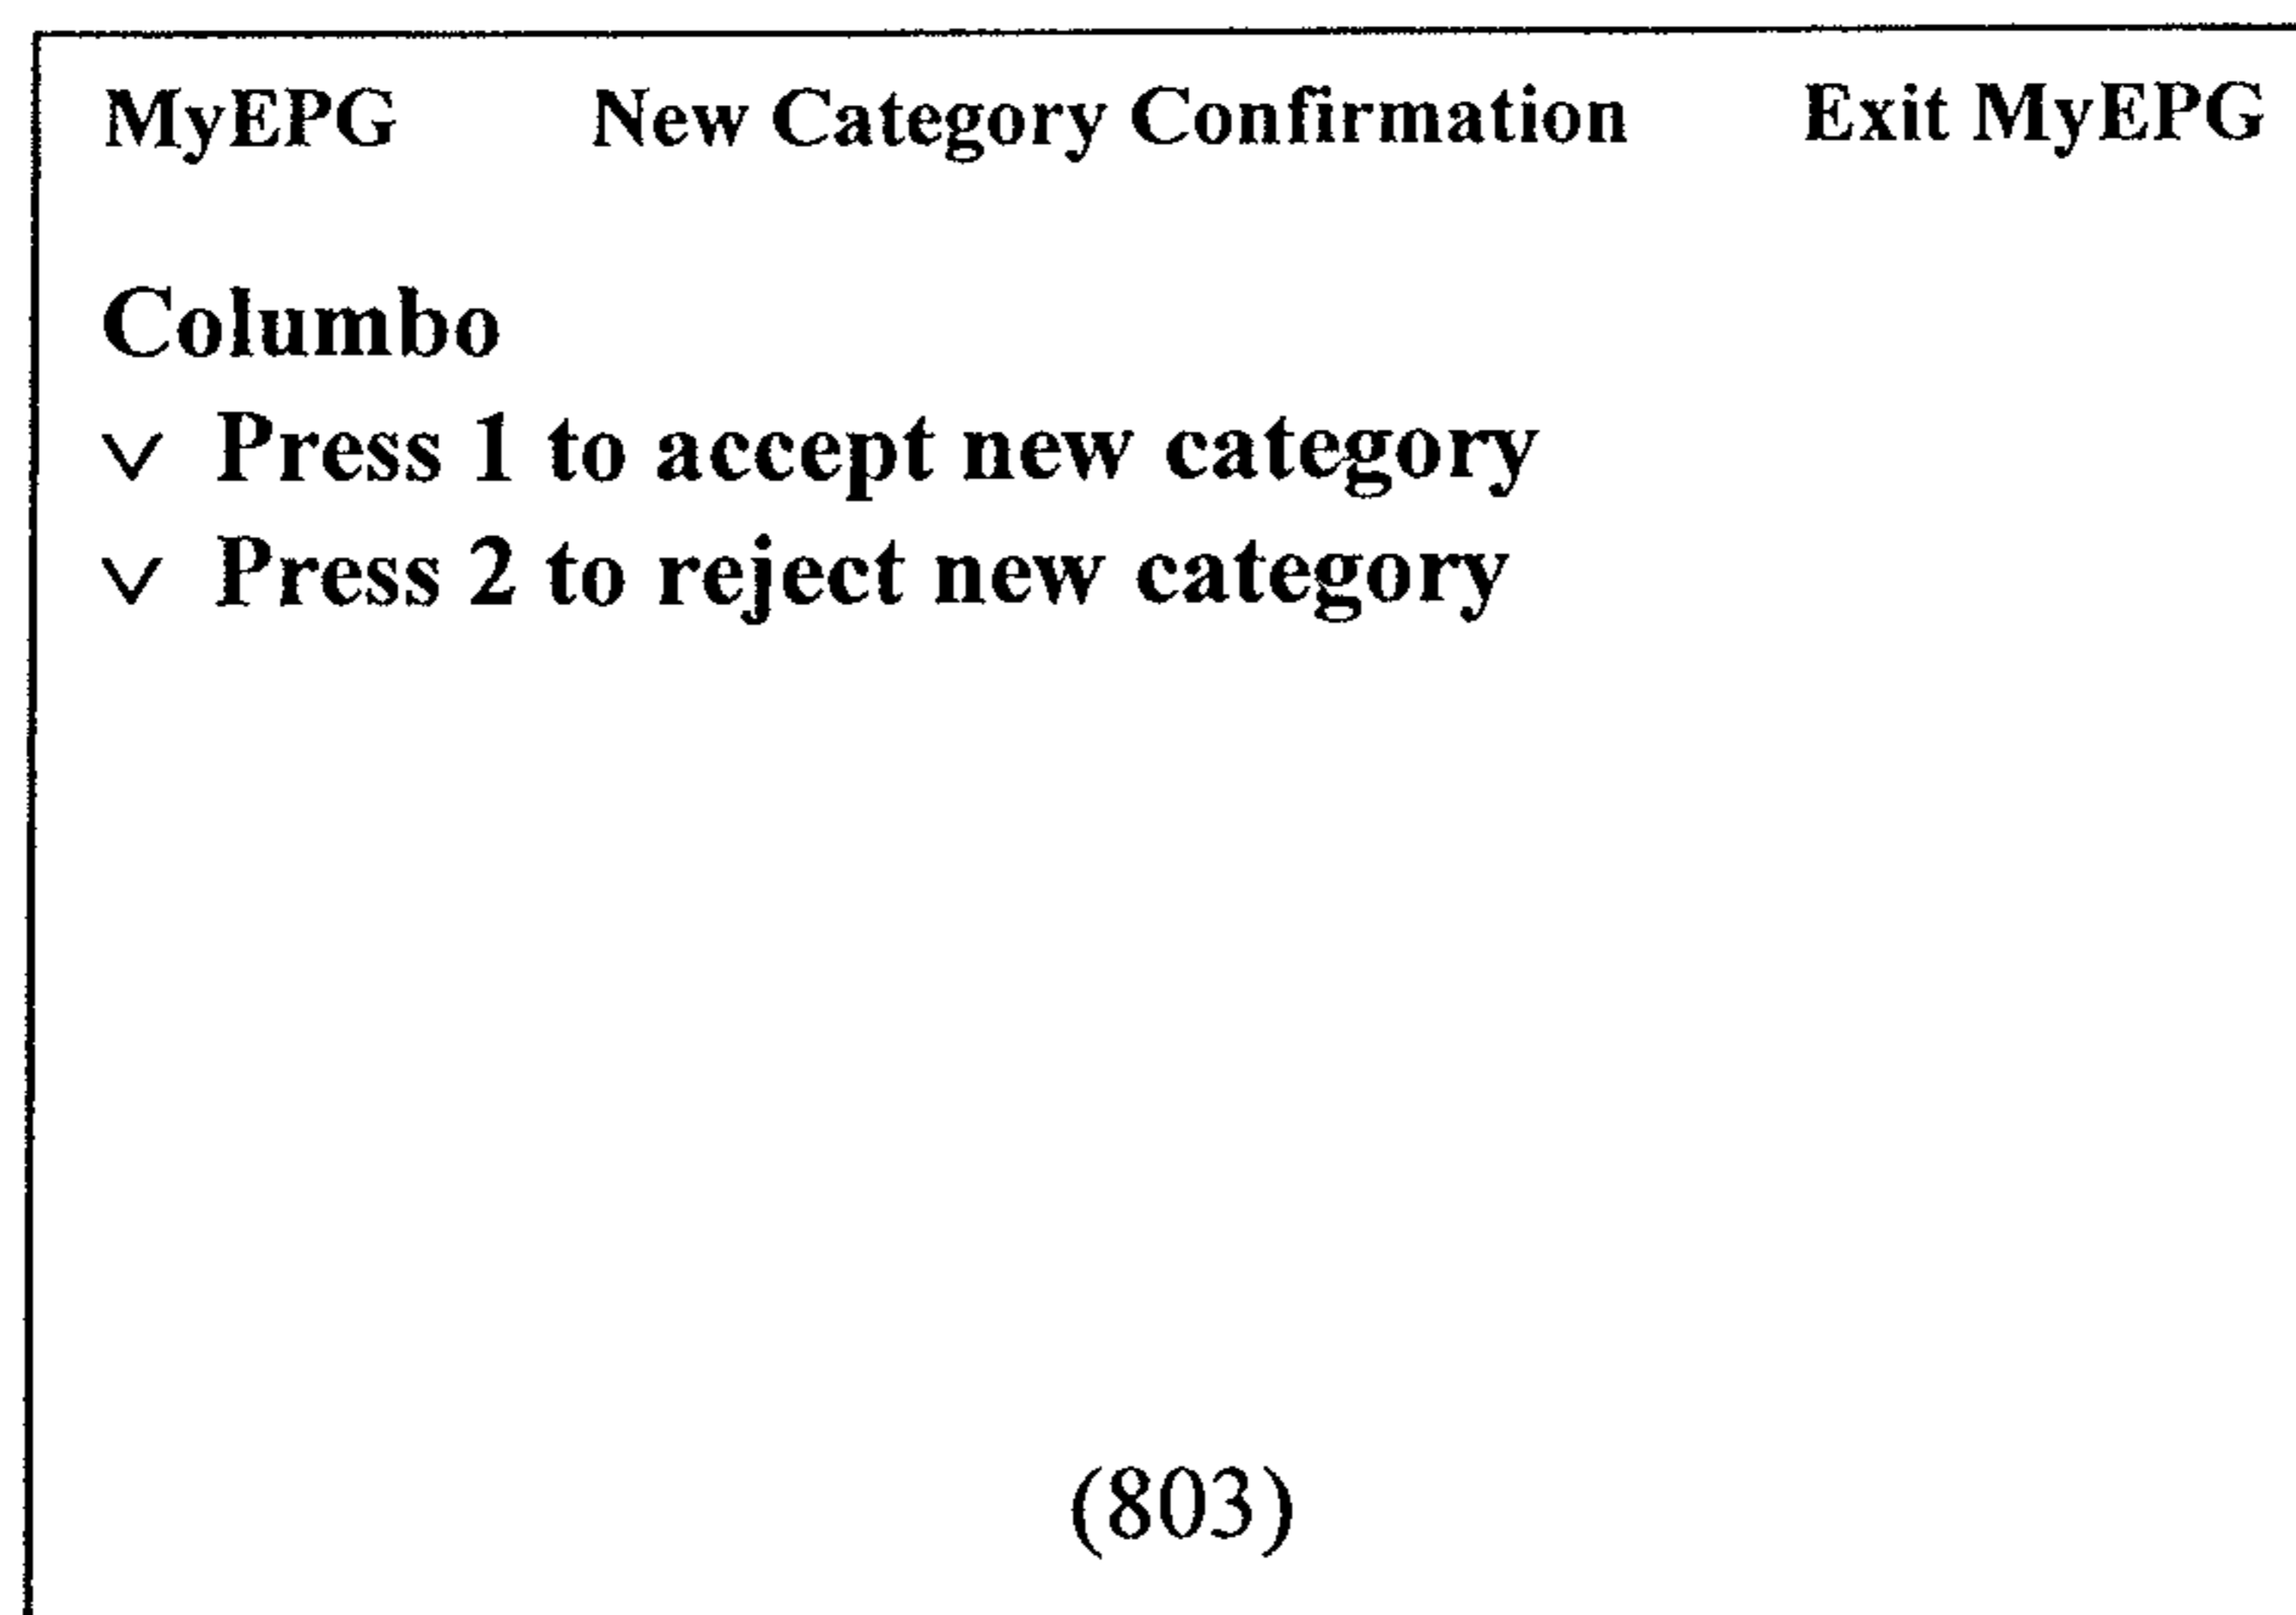 MyEPG New Category Confirmation Exit MyEPG
Columbo
Press 1 to accept new category
Press 2 to reject new category
(803)